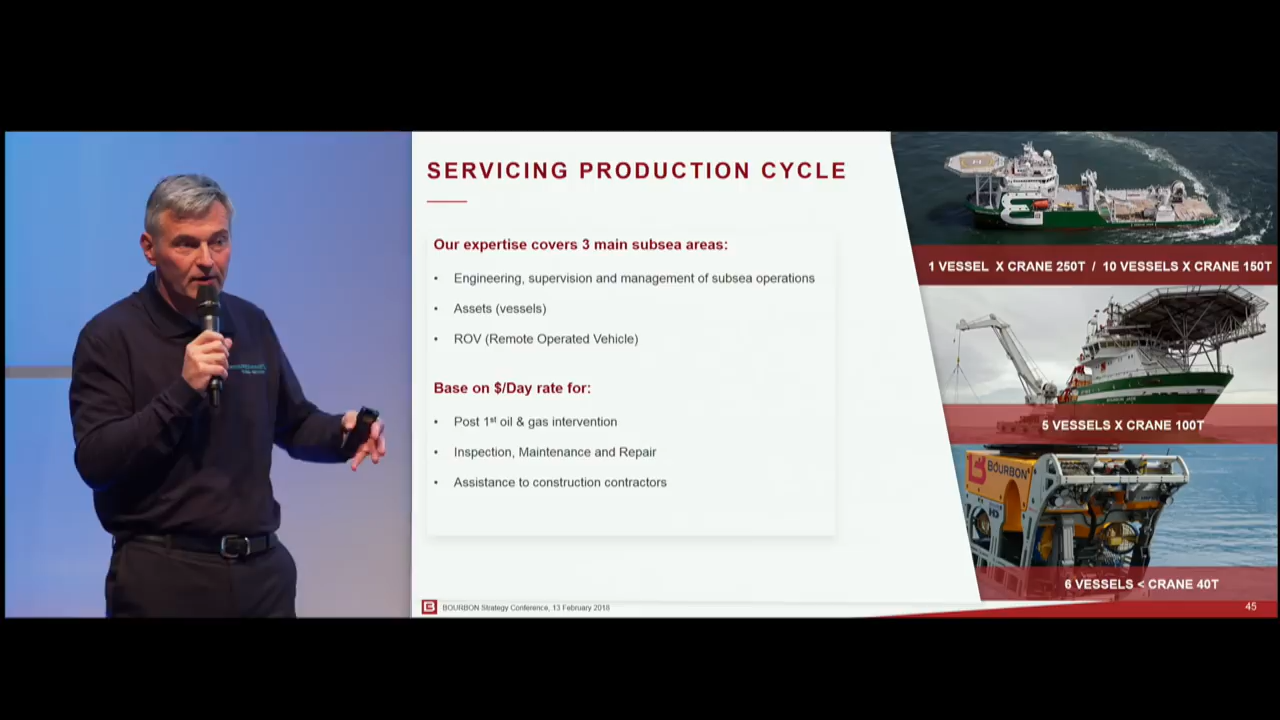 SERVICING PRODUCTION CYCLE
Our expertise covers 3 main subsea areas:
• Engineering, supervision and management of subsea operations
• Assets (vessels)
• ROV (Remote Operated Vehicle)
Base on $/Day rate for:
• Post 1st oil & gas intervention
• Inspection, Maintenance and Repair
• Assistance to construction contractors
1 VESSEL X CRANE 250T / 10 VESSELS X CRANE 150T
5 VESSELS X CRANE 100T
BOURBON
6 VESSELS < CRANE 40T
BOURBON Strategy Conference, 13 February 2018
45